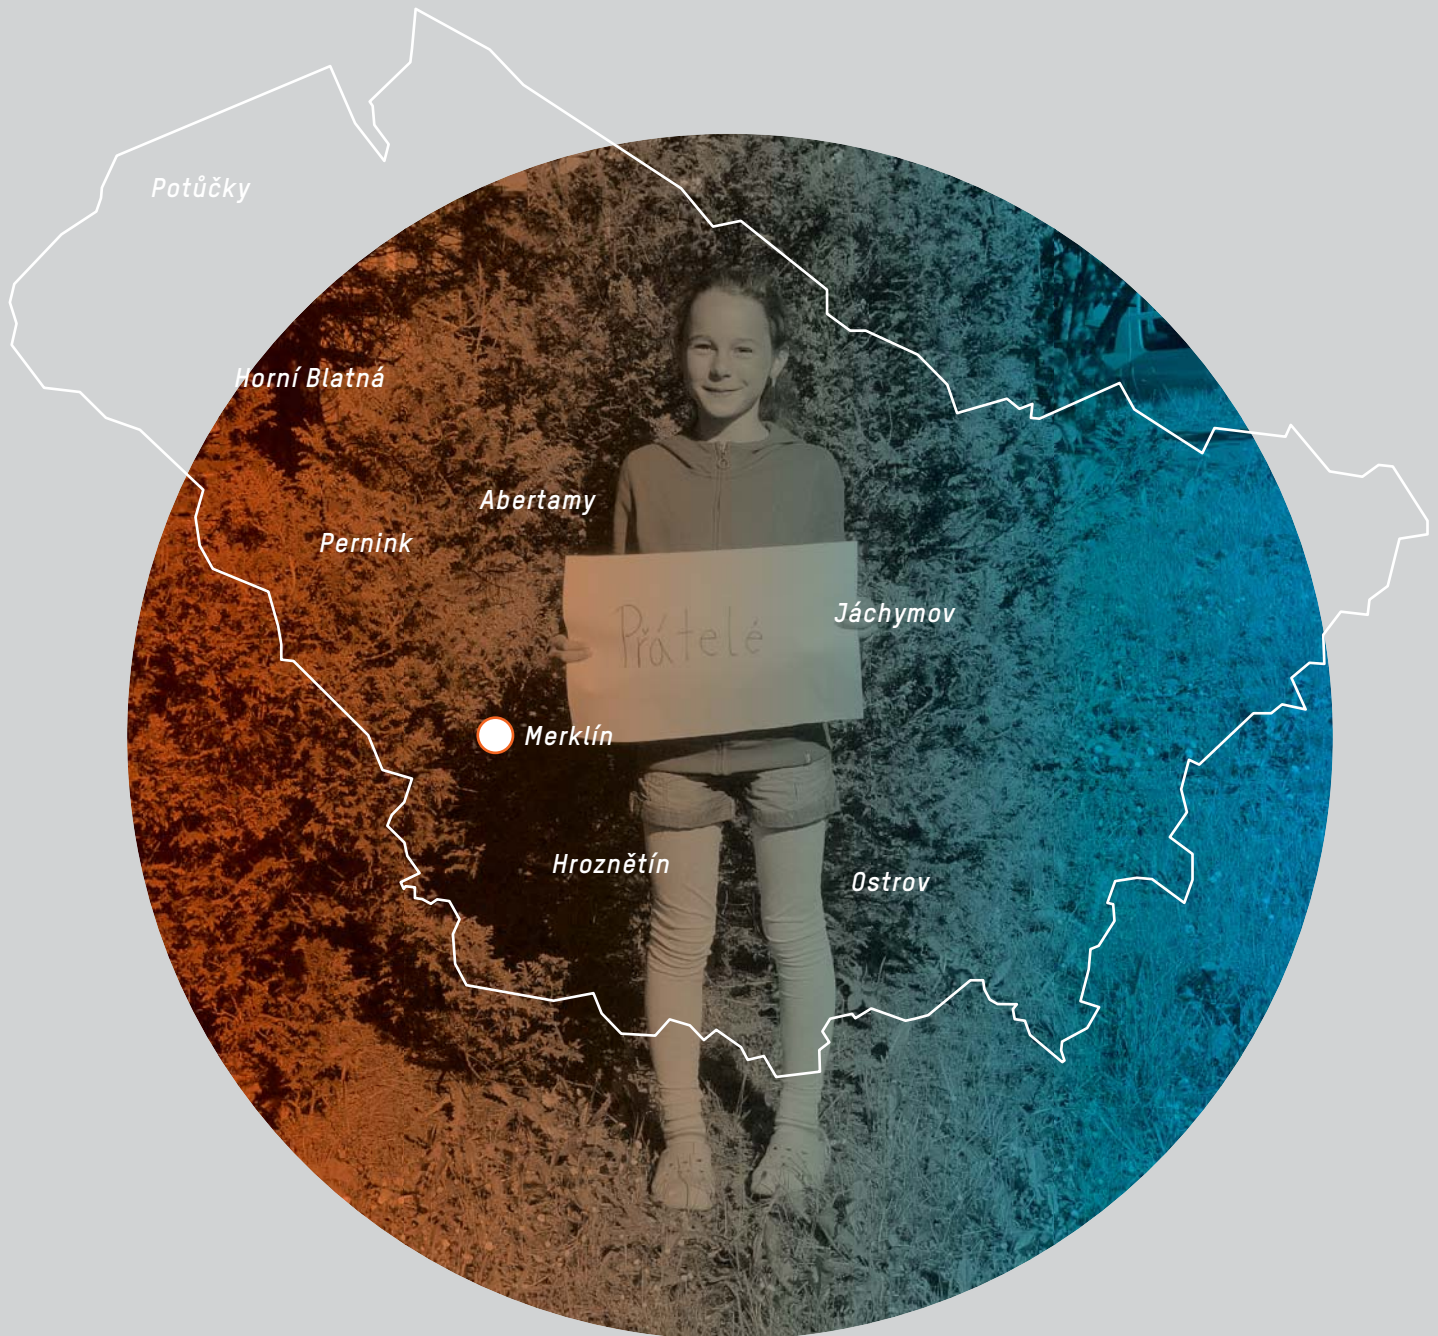 Potůčky
Horní Blatná
Abertamy
Pernink
Jáchymov
Přátelé
Merklín
Hroznětín
Ostrov